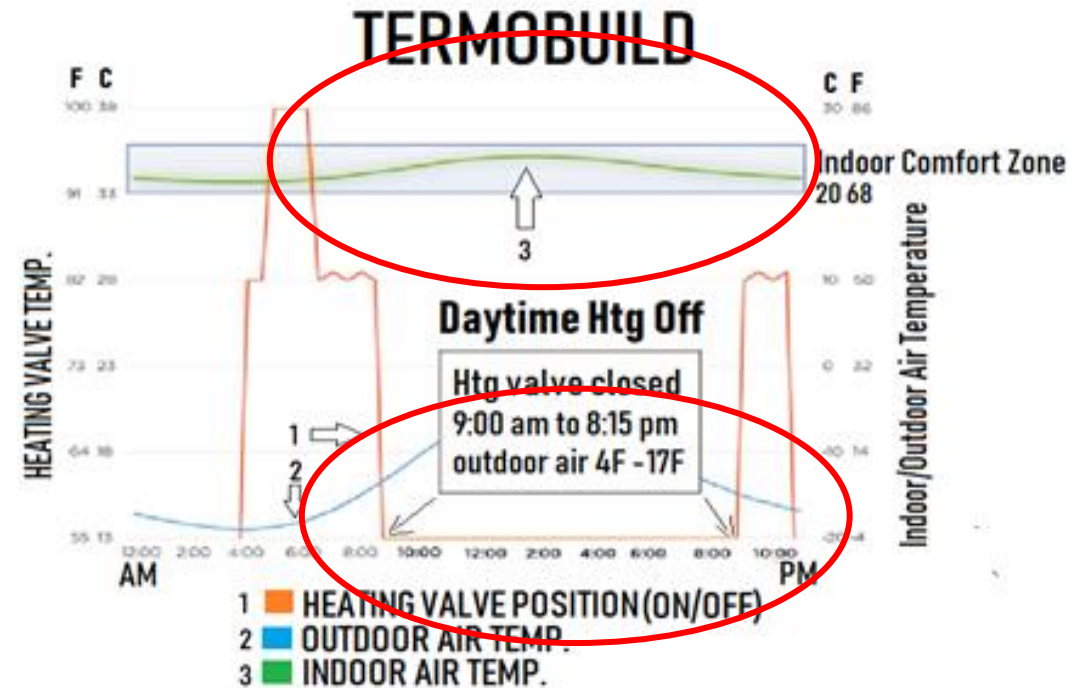 TERMOBUILD
F C
C F
100 38
30 86
Indoor Comfort Zone
91 33
20 68
3
HEATING VALVE TEMP.
Indoor/Outdoor Air Temperature
82 28
10 50
Daytime Htg Off
73 23
0 32
Htg valve closed
9:00 am to 8:15 pm
outdoor air 4F -17F
1
64 18
-10 14
2
55 13
-20 -4
12:00 2:00 4:00 6:00 8:00 10:00 12:00 2:00 4:00 6:00 8:00 10:00
AM
PM
1 HEATING VALVE POSITION (ON/OFF)
2 OUTDOOR AIR TEMP.
3 INDOOR AIR TEMP.